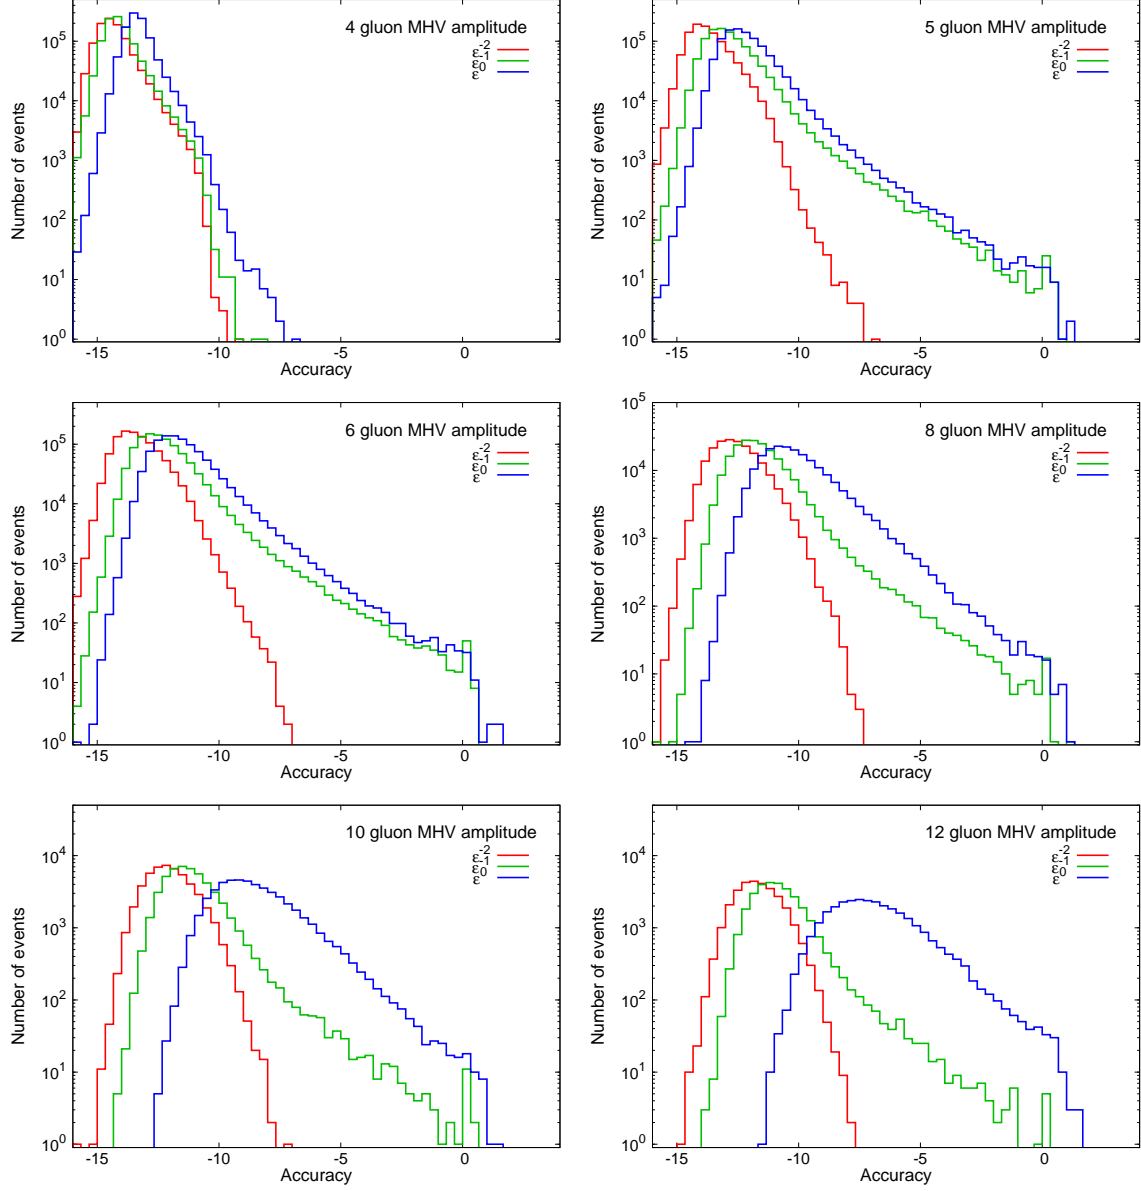 4 gluon MHV amplitude
ε-2
ε-1
ε0
Number of events
10^5
10^4
10^3
10^2
10^1
10^0
-15 -10 -5 0
Accuracy
5 gluon MHV amplitude
ε-2
ε-1
ε0
Number of events
10^5
10^4
10^3
10^2
10^1
10^0
-15 -10 -5 0
Accuracy
6 gluon MHV amplitude
ε-2
ε-1
ε0
Number of events
10^5
10^4
10^3
10^2
10^1
10^0
-15 -10 -5 0
Accuracy
8 gluon MHV amplitude
ε-2
ε-1
ε0
Number of events
10^5
10^4
10^3
10^2
10^1
10^0
-15 -10 -5 0
Accuracy
10 gluon MHV amplitude
ε-2
ε-1
ε0
Number of events
10^4
10^3
10^2
10^1
10^0
-15 -10 -5 0
Accuracy
12 gluon MHV amplitude
ε-2
ε-1
ε0
Number of events
10^4
10^3
10^2
10^1
10^0
-15 -10 -5 0
Accuracy